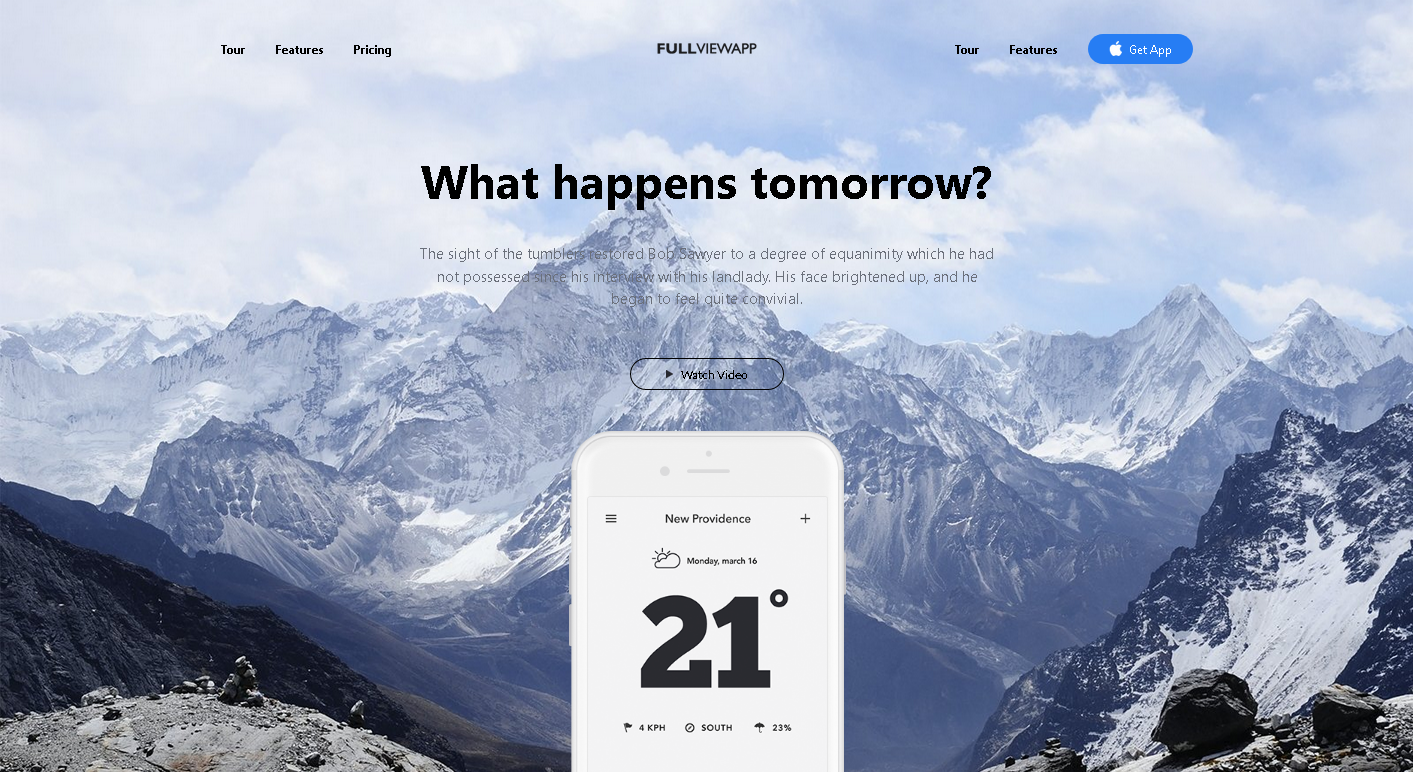 Tour Features Pricing FULLVIEWAPP Tour Features Get App
What happens tomorrow?
The sight of the tumblers restored Bob Sawyer to a degree of equanimity which he had
not possessed since his interview with his landlady. His face brightened up, and he
began to feel quite convivial.
Watch Video
New Providence
Monday, march 16
21°
4 KPH SOUTH 23%